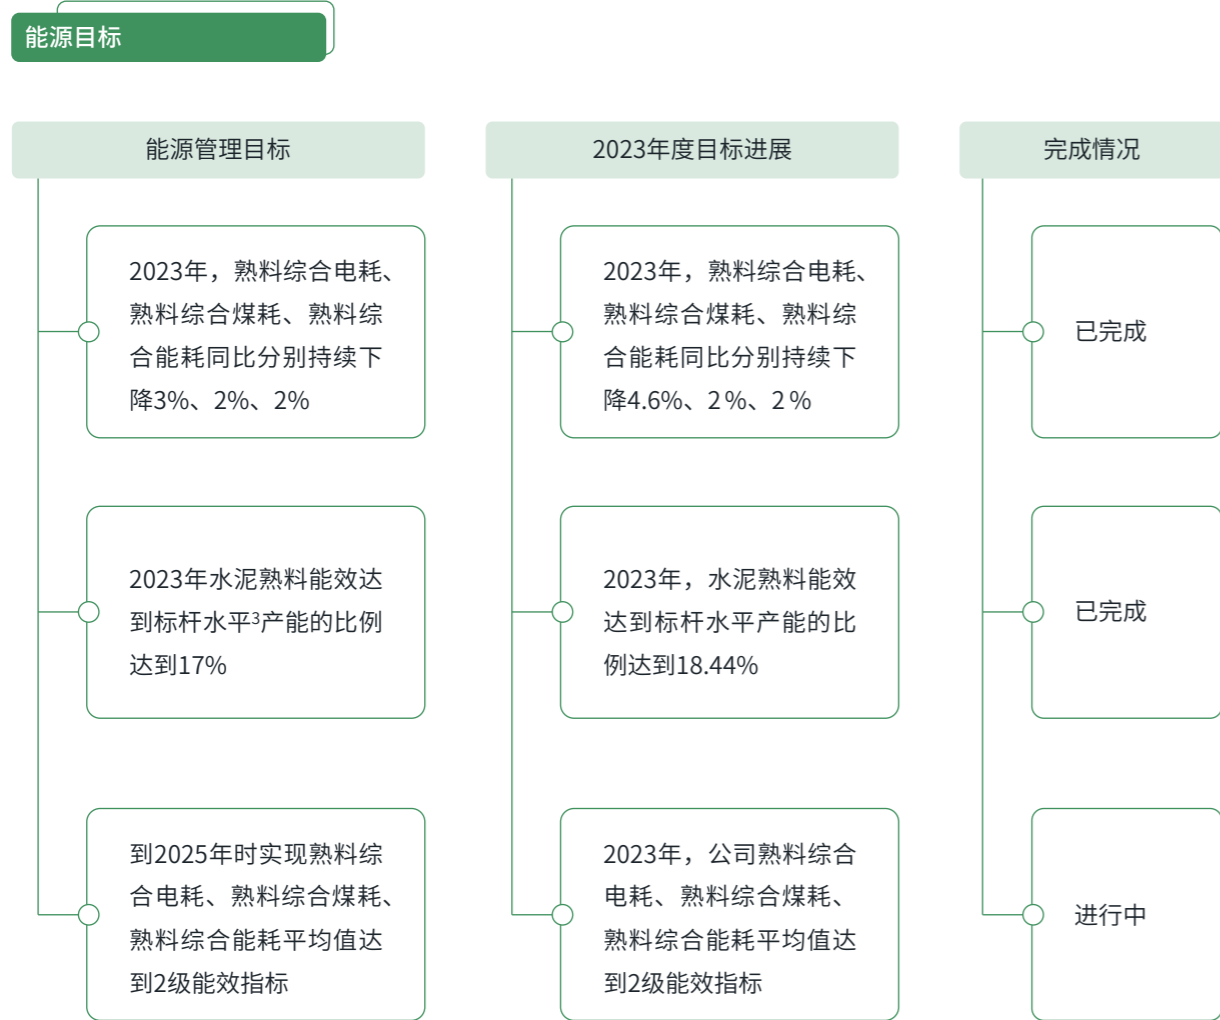 能源目标
能源管理目标
2023年度目标进展
完成情况
2023年，熟料综合电耗、
熟料综合煤耗、熟料综
合能耗同比分别持续下
降3%、2%、2%
2023年，熟料综合电耗、
熟料综合煤耗、熟料综
合能耗同比分别持续下
降4.6%、2%、2%
已完成
2023年水泥熟料能效达
到标杆水平³产能的比例
达到17%
2023年，水泥熟料能效
达到标杆水平产能的比
例达到18.44%
已完成
到2025年时实现熟料综
合电耗、熟料综合煤耗、
熟料综合能耗平均值达
到2级能效指标
2023年，公司熟料综合
电耗、熟料综合煤耗、
熟料综合能耗平均值达
到2级能效指标
进行中